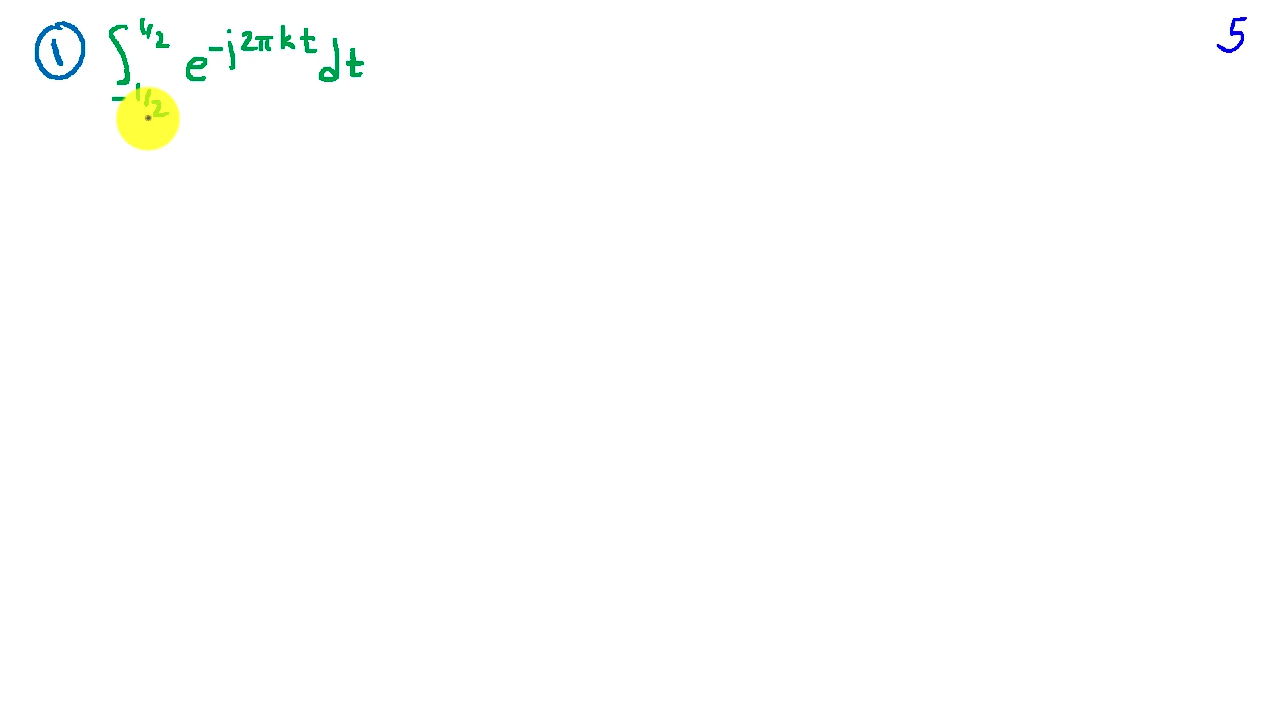 ① ∫_{-1/2}^{1/2} e^{-j2πkt} dt
5